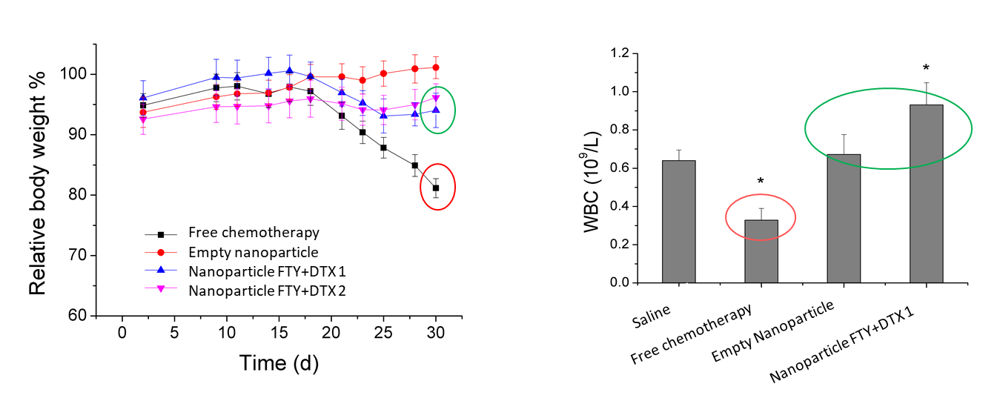 Relative body weight %
100
90
80
70
60
Free chemotherapy
Empty nanoparticle
Nanoparticle FTY+DTX 1
Nanoparticle FTY+DTX 2
0 5 10 15 20 25 30
Time (d)
WBC (10⁹/L)
1.2
1.0
0.8
0.6
0.4
0.2
0.0
*
*
Saline
Free chemotherapy
Empty Nanoparticle
Nanoparticle FTY+DTX 1